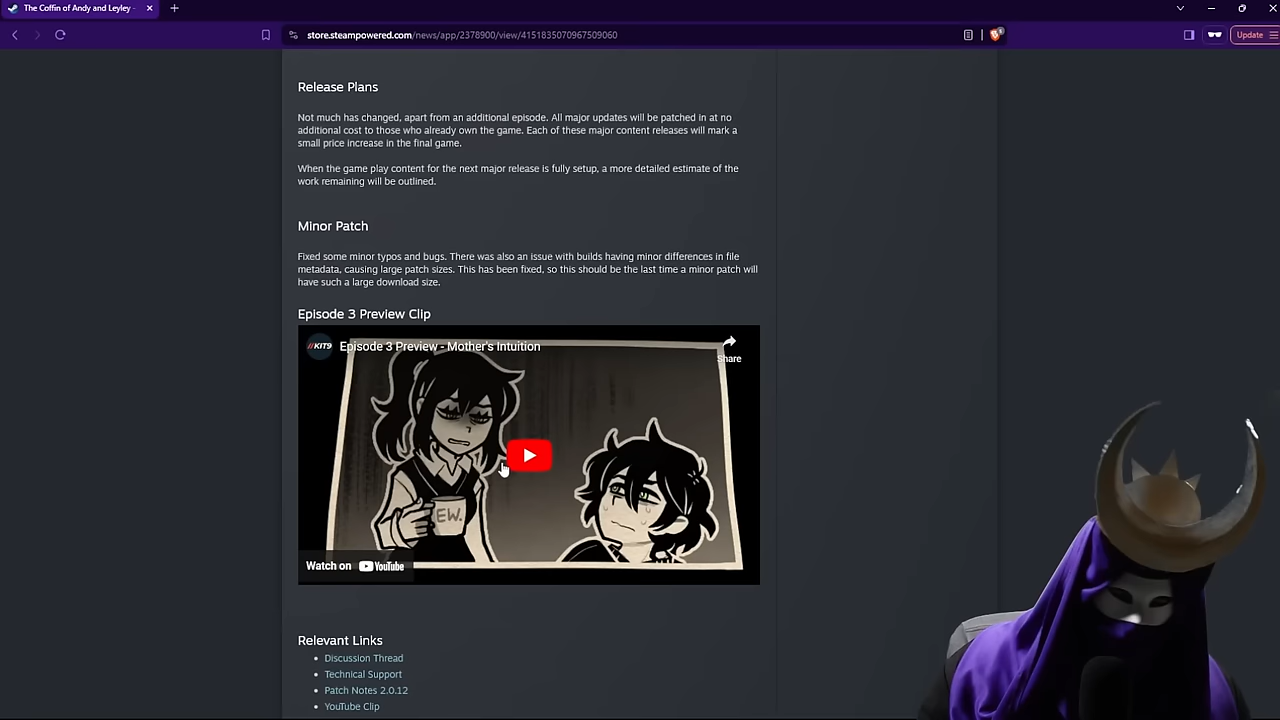 The Coffin of Andy and Leyley -
store.steampowered.com/news/app/2378900/view/4151835070967509060
Update
Release Plans
Not much has changed, apart from an additional episode. All major updates will be patched in at no
additional cost to those who already own the game. Each of these major content releases will mark a
small price increase in the final game.
When the game play content for the next major release is fully setup, a more detailed estimate of the
work remaining will be outlined.
Minor Patch
Fixed some minor typos and bugs. There was also an issue with builds having minor differences in file
metadata, causing large patch sizes. This has been fixed, so this should be the last time a minor patch will
have such a large download size.
Episode 3 Preview Clip
//KIT9
Episode 3 Preview - Mother's Intuition
Share
EW.
Watch on YouTube
Relevant Links
Discussion Thread
Technical Support
Patch Notes 2.0.12
YouTube Clip